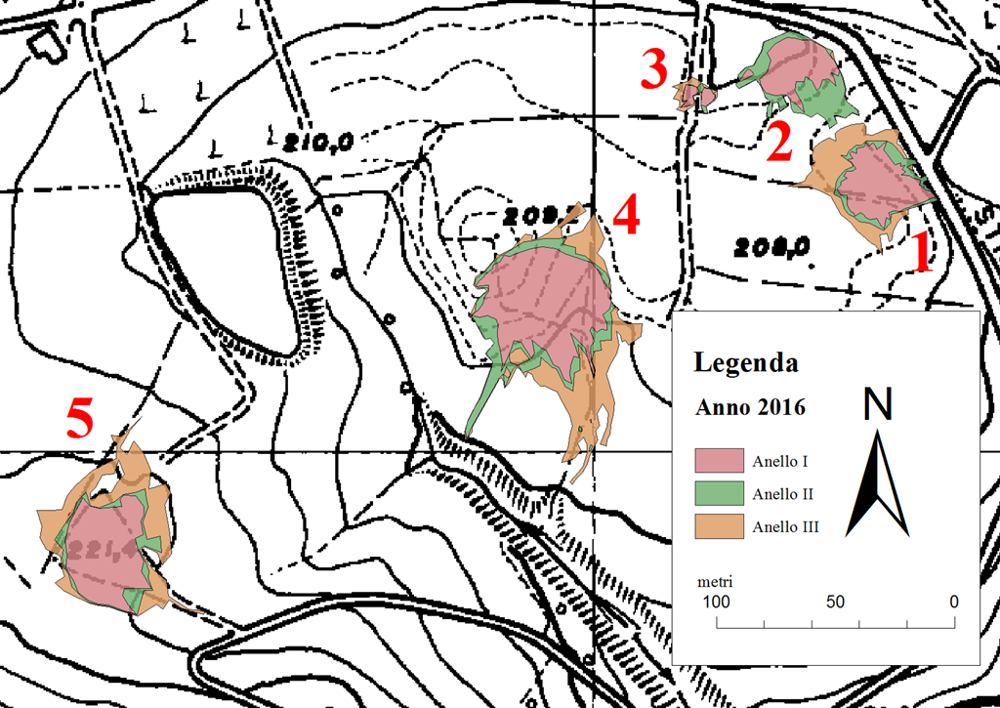 3
2
210,0
4
208,0
1
Legenda
Anno 2016
N
Anello I
Anello II
Anello III
metri
100 50 0
5
221,4